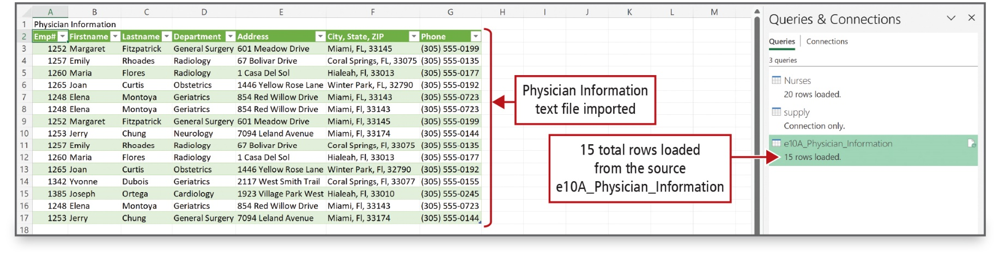 A B C D E F G H I J K L M
1 Physician Information
2 Emp# Firstname Lastname Department Address City, State, ZIP Phone
3 1252 Margaret Fitzpatrick General Surgery 601 Meadow Drive Miami, FL, 33145 (305) 555-0199
4 1257 Emily Rhoades Radiology 67 Bolivar Drive Coral Springs, FL, 33075 (305) 555-0135
5 1260 Maria Flores Radiology 1 Casa Del Sol Hialeah, Fl, 33013 (305) 555-0177
6 1265 Joan Curtis Obstetrics 1446 Yellow Rose Lane Winter Park, FL, 32790 (305) 555-0192
7 1248 Elena Montoya Geriatrics 854 Red Willow Drive Miami, FL, 33143 (305) 555-0723
8 1248 Elena Montoya Geriatrics 854 Red Willow Drive Miami, Fl, 33143 (305) 555-0723
9 1252 Margaret Fitzpatrick General Surgery 601 Meadow Drive Miami, Fl, 33145 (305) 555-0199
10 1253 Jerry Chung Neurology 7094 Leland Avenue Miami, Fl, 33174 (305) 555-0144
11 1257 Emily Rhoades Radiology 67 Bolivar Drive Coral Springs, Fl, 33075 (305) 555-0135
12 1260 Maria Flores Radiology 1 Casa Del Sol Hialeah, Fl, 33013 (305) 555-0177
13 1265 Joan Curtis Obstetrics 1446 Yellow Rose Lane Winter Park, Fl, 32790 (305) 555-0192
14 1342 Yvonne Dubois Geriatrics 2117 West Smith Trail Coral Springs, Fl, 33077 (305) 555-0155
15 1385 Joseph Ortega Cardiology 1923 Village Park West Hialeah, Fl, 33010 (305) 555-0245
16 1248 Elena Montoya Geriatrics 854 Red Willow Drive Miami, Fl, 33143 (305) 555-0723
17 1253 Jerry Chung General Surgery 7094 Leland Avenue Miami, Fl, 33174 (305) 555-0144
18
Physician Information
text file imported
15 total rows loaded
from the source
e10A_Physician_Information
Queries & Connections
Queries Connections
3 queries
Nurses
20 rows loaded.
supply
Connection only.
e10A_Physician_Information
15 rows loaded.